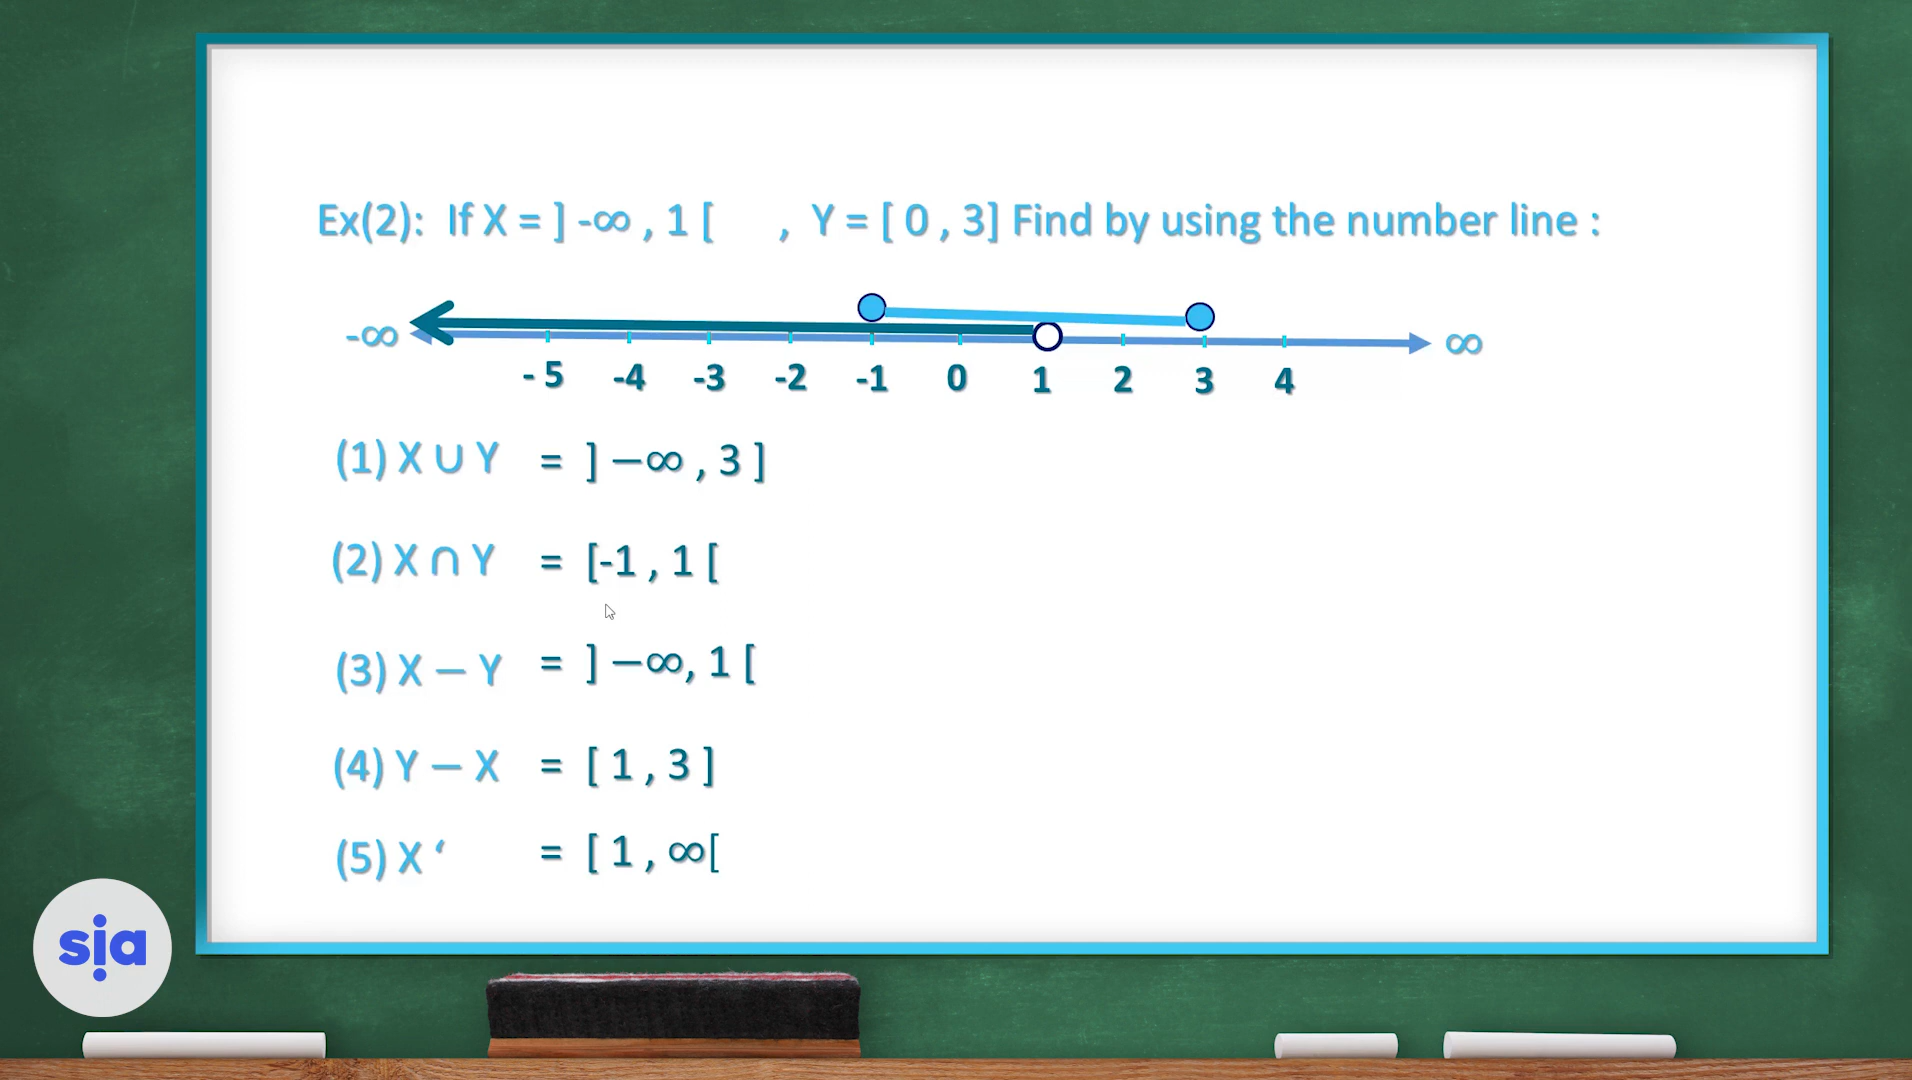 Ex(2): If X = ] -∞ , 1 [ , Y = [ 0 , 3] Find by using the number line :
-∞ ∞
- 5 -4 -3 -2 -1 0 1 2 3 4
(1) X ∪ Y = ] −∞ , 3 ]
(2) X ∩ Y = [-1 , 1 [
(3) X − Y = ] −∞, 1 [
(4) Y − X = [ 1 , 3 ]
(5) X ‘ = [ 1 , ∞[
sia